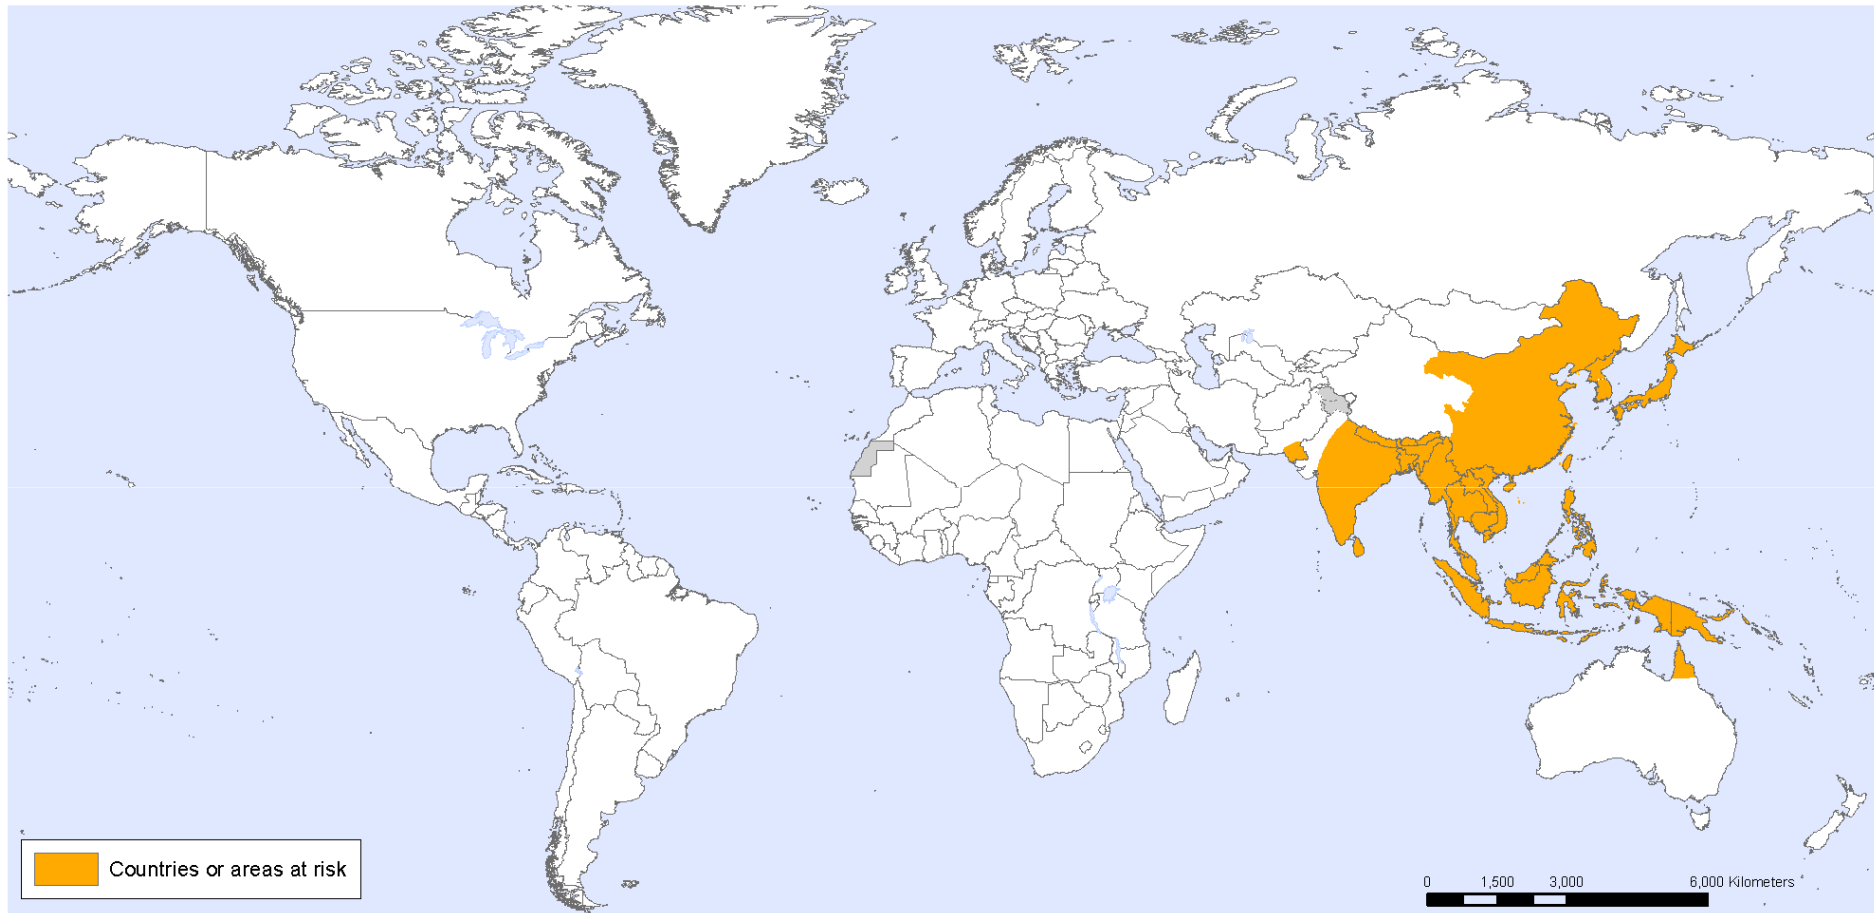 Countries or areas at risk
0 1,500 3,000 6,000 Kilometers